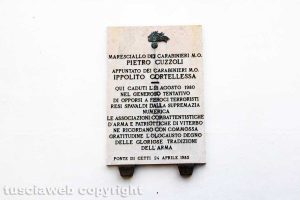 MARESCIALLO DEI CARABINIERI M.O.
PIETRO CUZZOLI
APPUNTATO DEI CARABINIERI M.O.
IPPOLITO CORTELLESSA
QUI CADUTI L'11 AGOSTO 1980
NEL GENEROSO TENTATIVO
DI OPPORSI A FEROCI TERRORISTI
RESI SPAVALDI DALLA SUPREMAZIA
NUMERICA
LE ASSOCIAZIONI COMBATTENTISTICHE
D'ARMA E PATRIOTTICHE DI VITERBO
NE RICORDANO CON COMMOSSA
GRATITUDINE L'OLOCAUSTO DEGNO
DELLE GLORIOSE TRADIZIONI
DELL'ARMA
PONTE DI CETTI 24 APRILE 1983
tusciaweb copyright